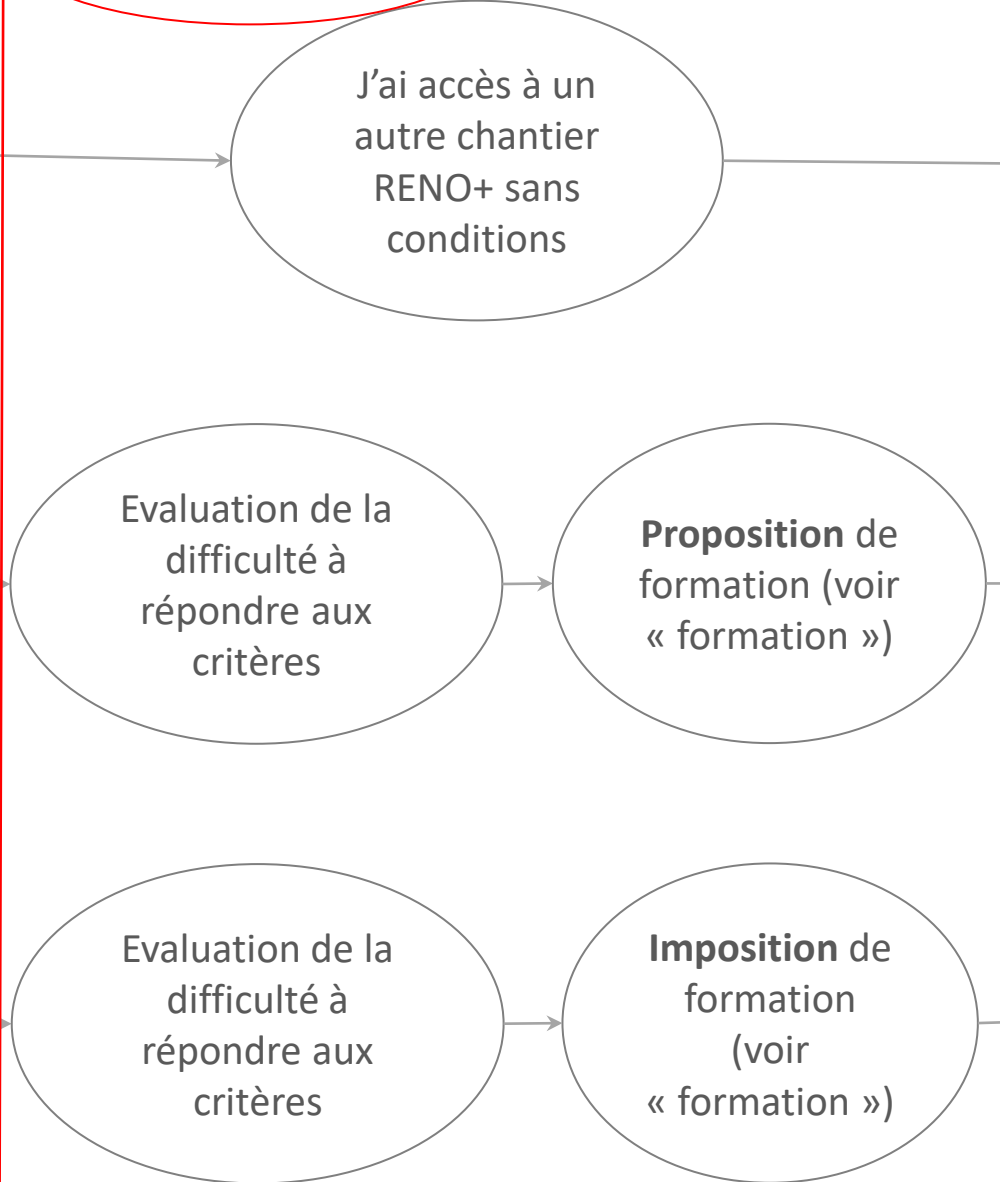 J'ai accès à un
autre chantier
RENO+ sans
conditions
Evaluation de la
difficulté à
répondre aux
critères
Proposition de
formation (voir
« formation »)
Evaluation de la
difficulté à
répondre aux
critères
Imposition de
formation
(voir
« formation »)